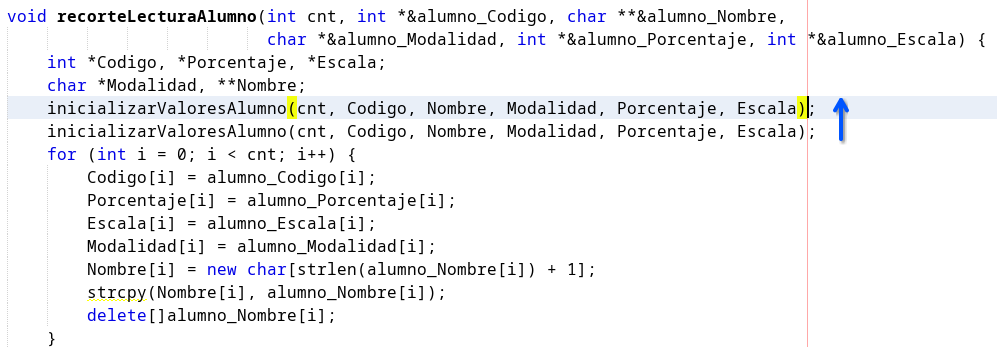 void recorteLecturaAlumno(int cnt, int *&alumno_Codigo, char **&alumno_Nombre,
char *&alumno_Modalidad, int *&alumno_Porcentaje, int *&alumno_Escala) {
int *Codigo, *Porcentaje, *Escala;
char *Modalidad, **Nombre;
inicializarValoresAlumno(cnt, Codigo, Nombre, Modalidad, Porcentaje, Escala);
inicializarValoresAlumno(cnt, Codigo, Nombre, Modalidad, Porcentaje, Escala);
for (int i = 0; i < cnt; i++) {
Codigo[i] = alumno_Codigo[i];
Porcentaje[i] = alumno_Porcentaje[i];
Escala[i] = alumno_Escala[i];
Modalidad[i] = alumno_Modalidad[i];
Nombre[i] = new char[strlen(alumno_Nombre[i]) + 1];
strcpy(Nombre[i], alumno_Nombre[i]);
delete[]alumno_Nombre[i];
}